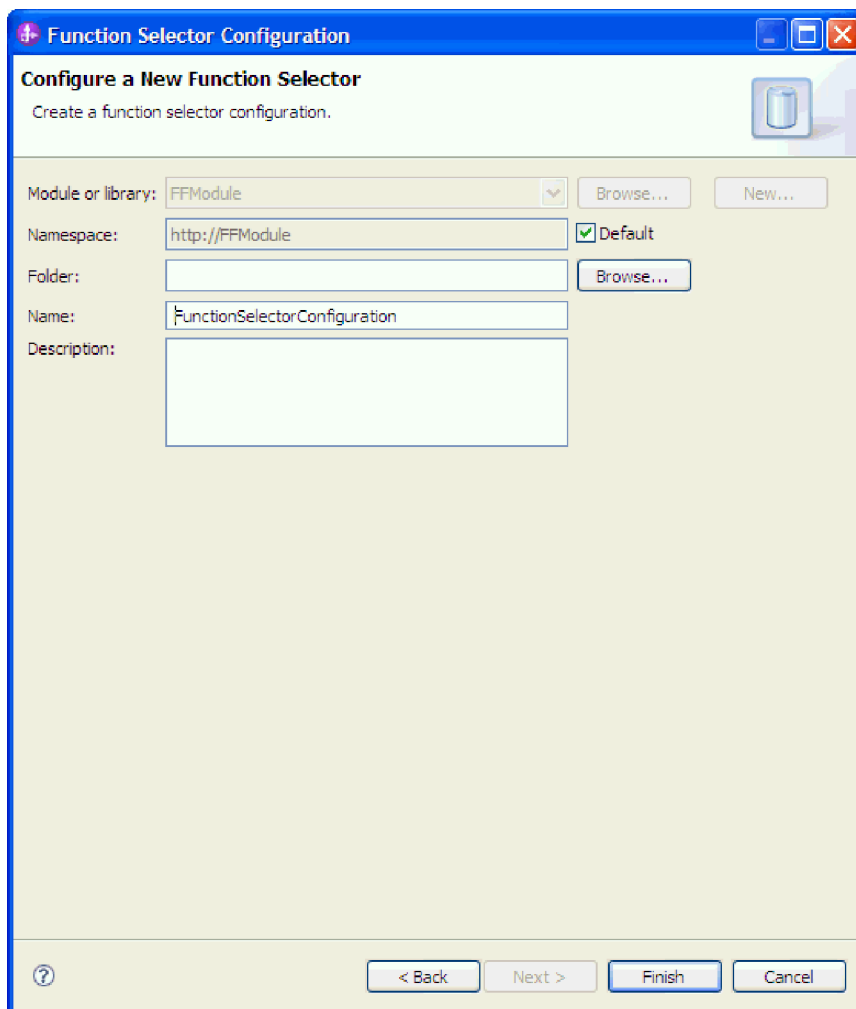 Function Selector Configuration
Configure a New Function Selector
Create a function selector configuration.
Module or library: FFModule Browse... New...
Namespace: http://FFModule Default
Folder: Browse...
Name: FunctionSelectorConfiguration
Description:
? < Back Next > Finish Cancel